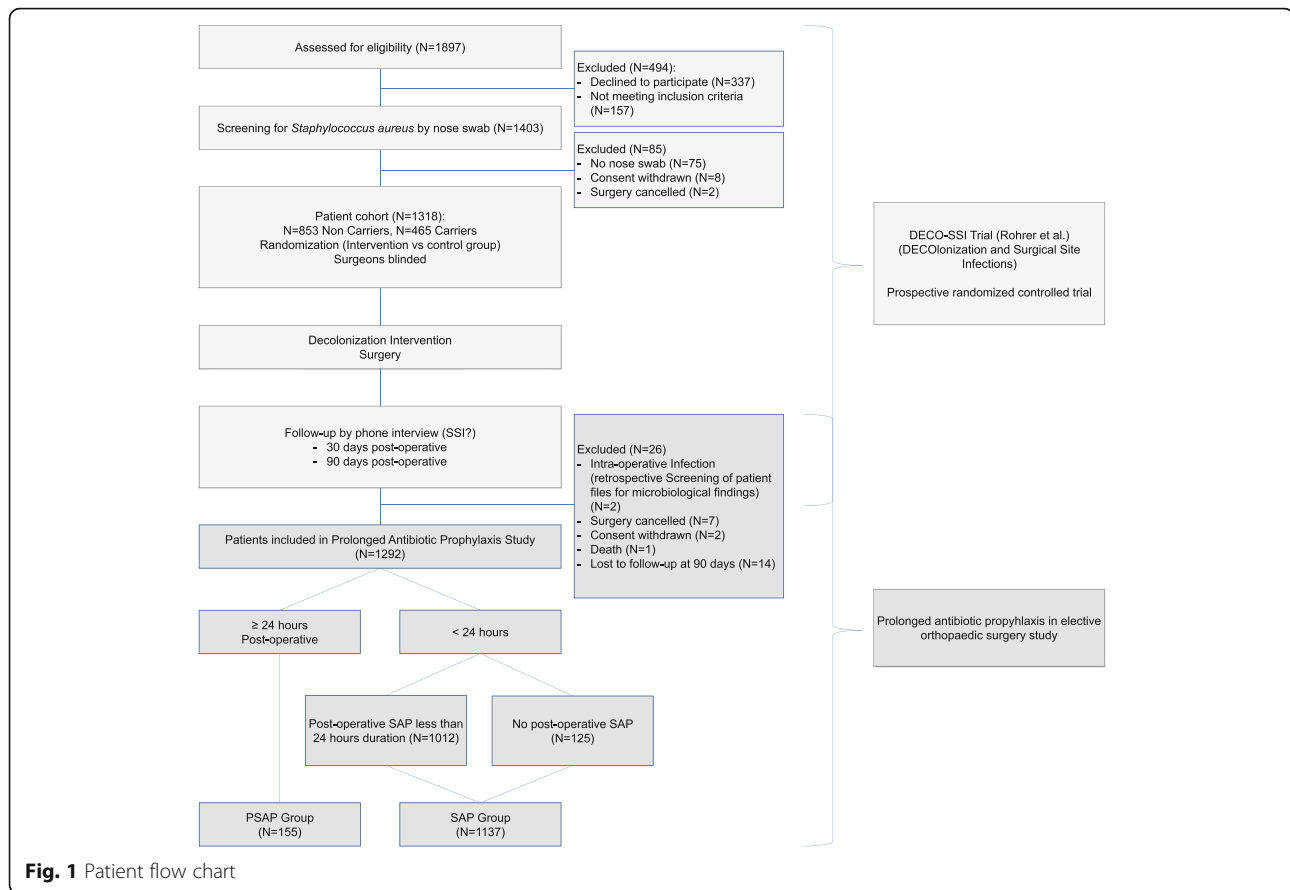 Assessed for eligibility (N=1897)
Excluded (N=494):
- Declined to participate (N=337)
- Not meeting inclusion criteria
(N=157)
Screening for Staphylococcus aureus by nose swab (N=1403)
Excluded (N=85)
- No nose swab (N=75)
- Consent withdrawn (N=8)
- Surgery cancelled (N=2)
Patient cohort (N=1318):
N=853 Non Carriers, N=465 Carriers
Randomization (Intervention vs control group)
Surgeons blinded
DECO-SSI Trial (Rohrer et al.)
(DECOlonization and Surgical Site
Infections)
Prospective randomized controlled trial
Decolonization Intervention
Surgery
Follow-up by phone interview (SSI?)
- 30 days post-operative
- 90 days post-operative
Excluded (N=26)
- Intra-operative Infection
(retrospective Screening of patient
files for microbiological findings)
(N=2)
- Surgery cancelled (N=7)
- Consent withdrawn (N=2)
- Death (N=1)
- Lost to follow-up at 90 days (N=14)
Patients included in Prolonged Antibiotic Prophylaxis Study
(N=1292)
≥ 24 hours
Post-operative
< 24 hours
Prolonged antibiotic propyhlaxis in elective
orthopaedic surgery study
Post-operative SAP less than
24 hours duration (N=1012)
No post-operative SAP
(N=125)
PSAP Group
(N=155)
SAP Group
(N=1137)
Fig. 1 Patient flow chart